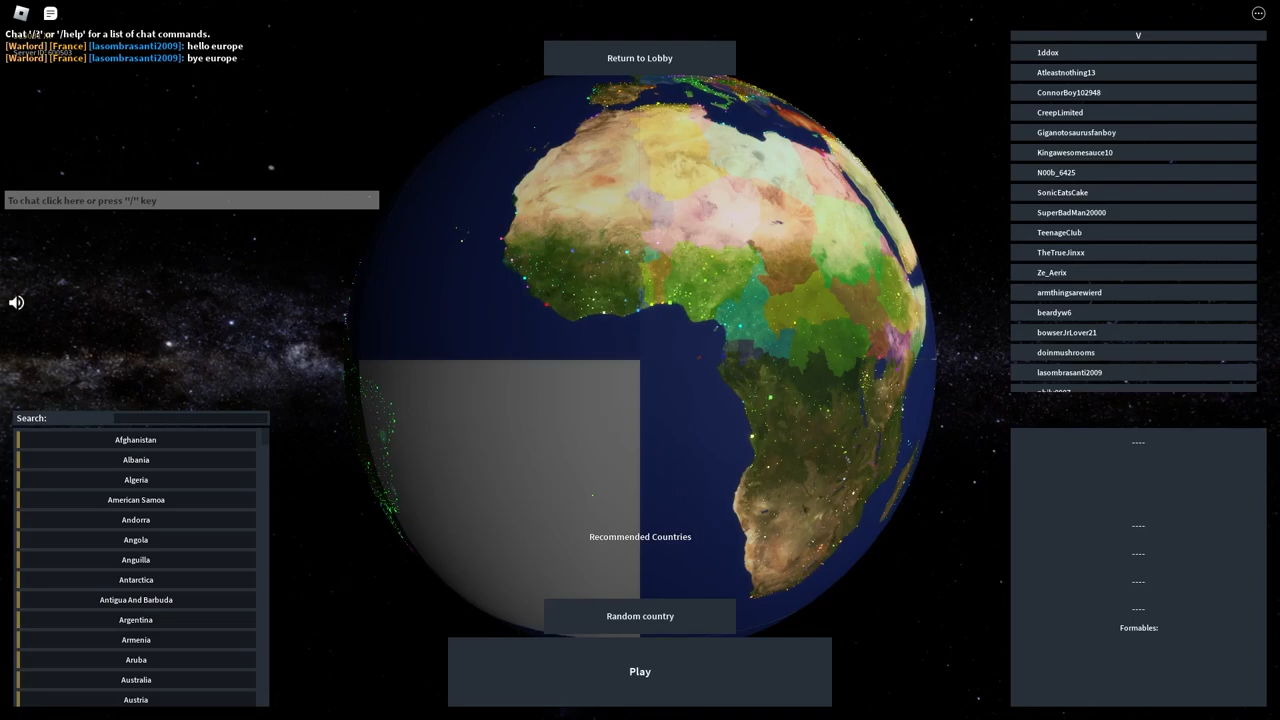 Chat '/?' or '/help' for a list of chat commands.
[Warlord] [France] [lasombrasanti2009]: hello europe
[Warlord] [France] [lasombrasanti2009]: bye europe
To chat click here or press "/" key
Return to Lobby
V
1ddox
Atleastnothing13
ConnorBoy102948
CreepLimited
Giganotosaurusfanboy
Kingawesomesauce10
N00b_6425
SonicEatsCake
SuperBadMan20000
TheTrueJinxx
Ze_Aerix
armthingsarewierd
beardyw6
bowserJrLover21
doinmushrooms
lasombrasanti2009
Search:
Afghanistan
Albania
Algeria
American Samoa
Andorra
Angola
Anguilla
Antarctica
Antigua And Barbuda
Argentina
Armenia
Aruba
Australia
Austria
Recommended Countries
Random country
Play
----
----
----
----
----
Formables: